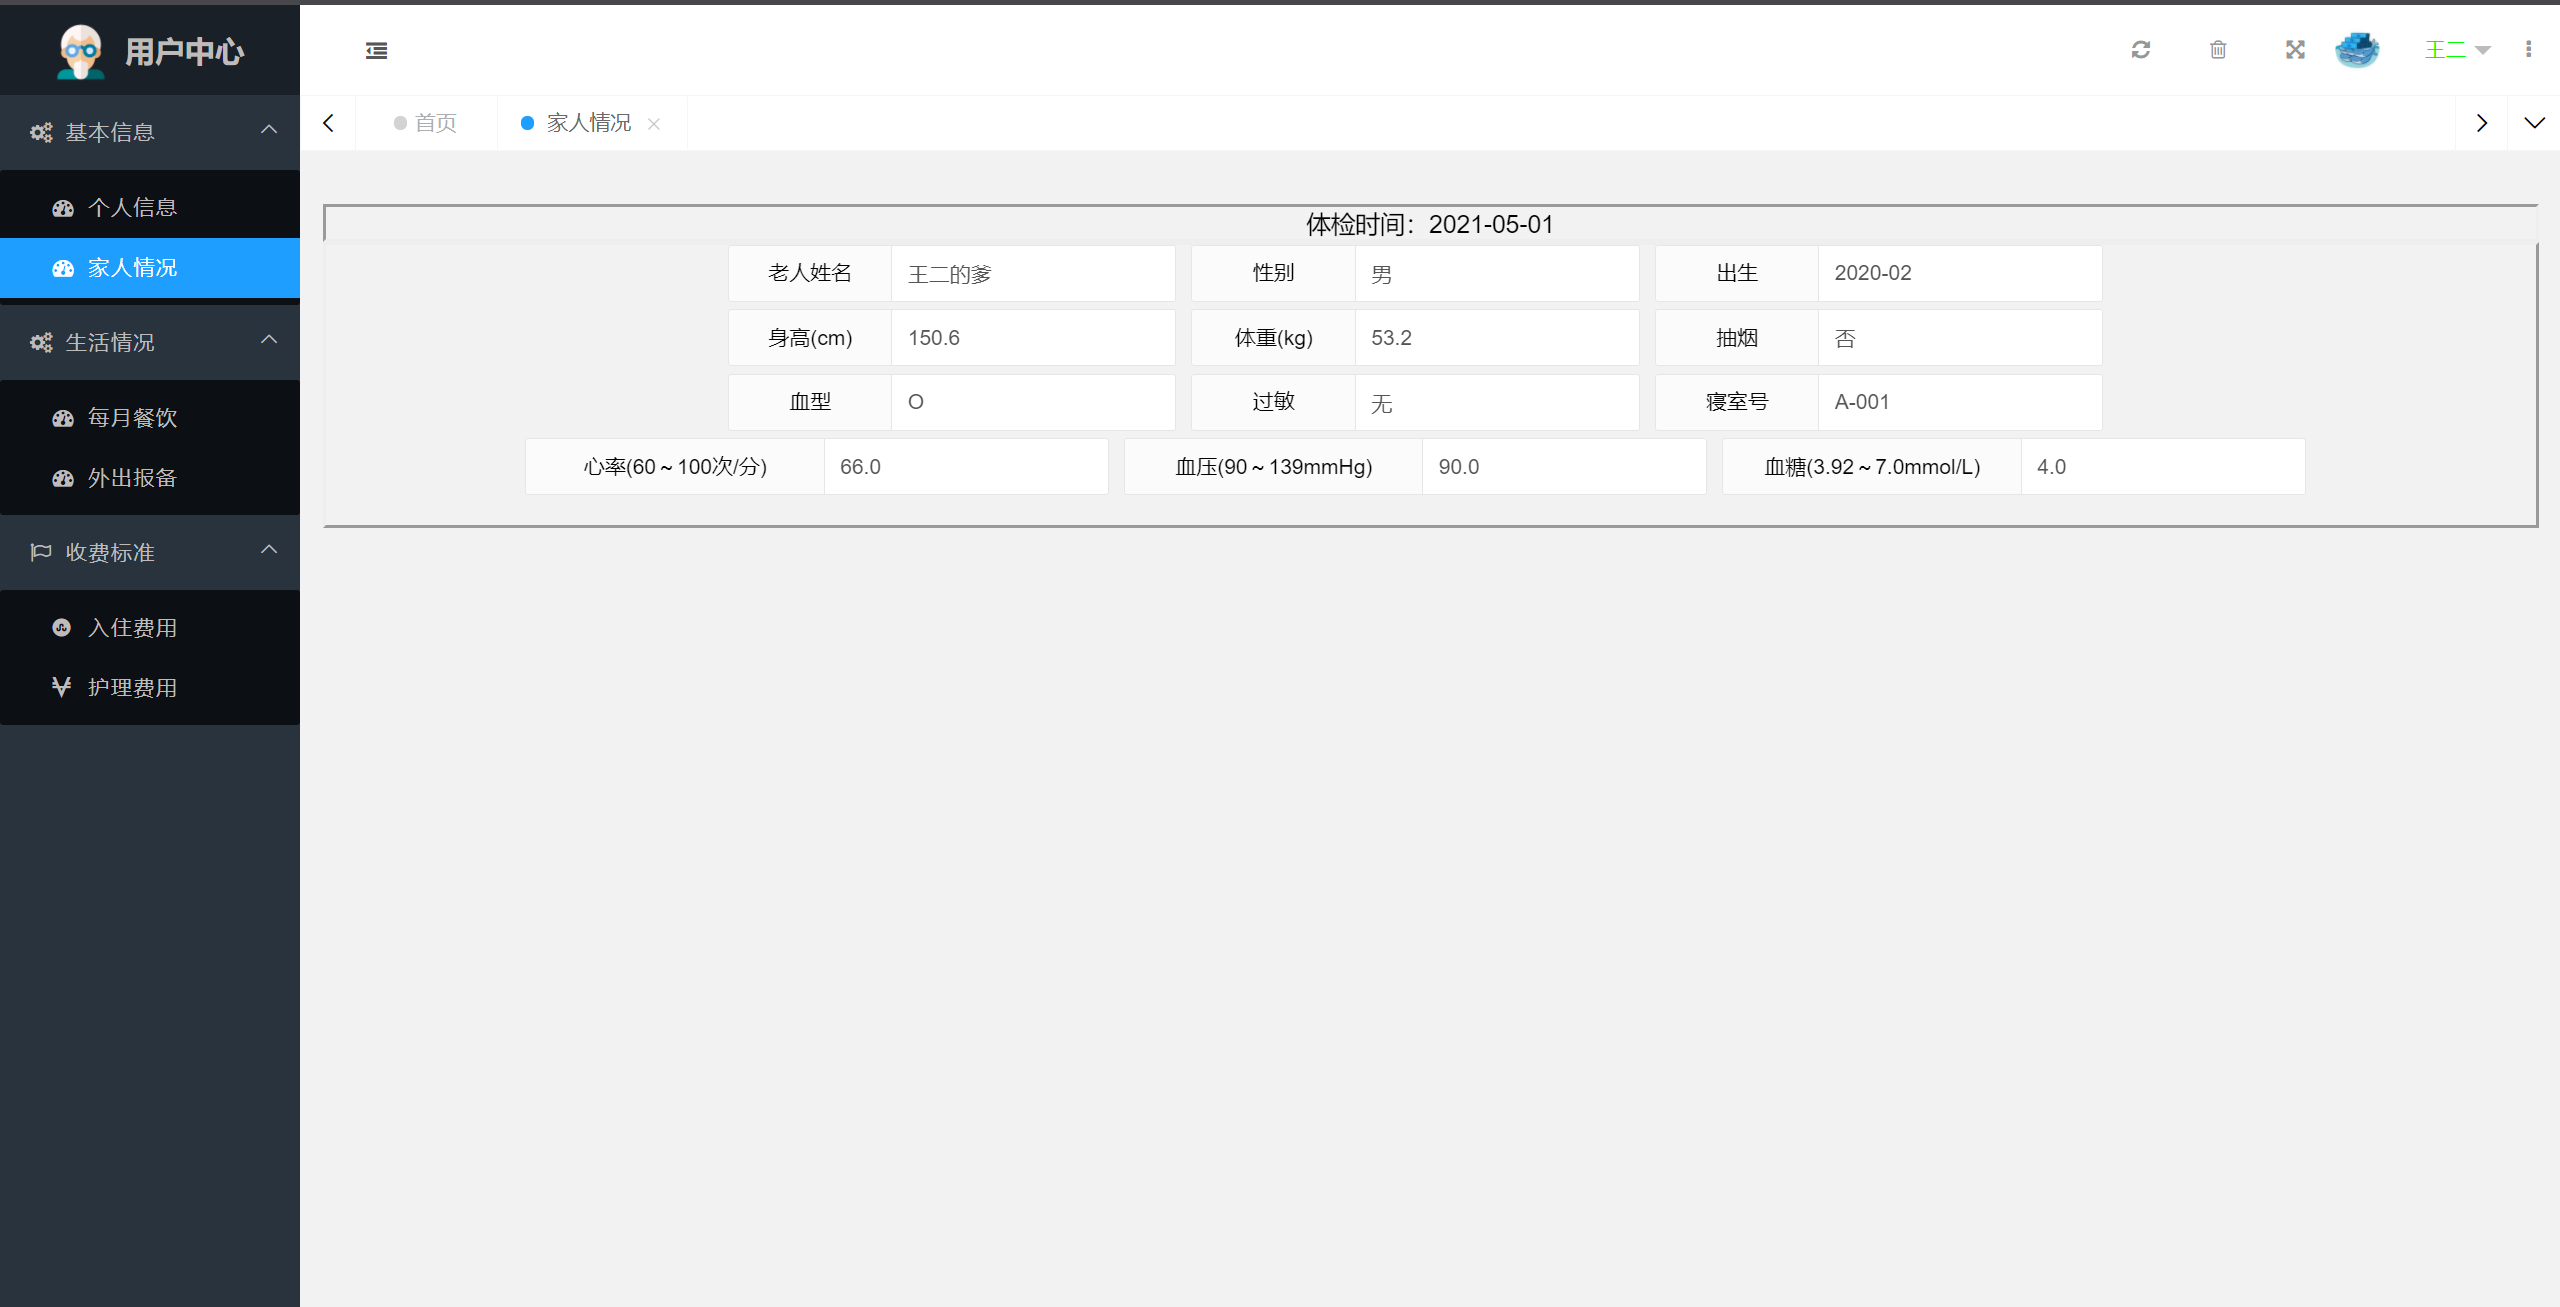 用户中心
王二
基本信息
首页
家人情况
个人信息
家人情况
生活情况
每月餐饮
外出报备
收费标准
入住费用
护理费用
体检时间：2021-05-01
老人姓名 王二的爹 性别 男 出生 2020-02
身高(cm) 150.6 体重(kg) 53.2 抽烟 否
血型 O 过敏 无 寝室号 A-001
心率(60～100次/分) 66.0 血压(90～139mmHg) 90.0 血糖(3.92～7.0mmol/L) 4.0